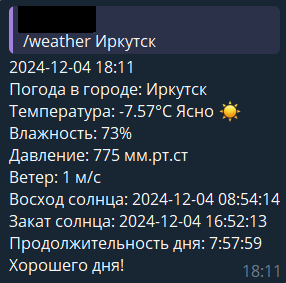 /weather Иркутск
2024-12-04 18:11
Погода в городе: Иркутск
Температура: -7.57°C Ясно ☀️
Влажность: 73%
Давление: 775 мм.рт.ст
Ветер: 1 м/с
Восход солнца: 2024-12-04 08:54:14
Закат солнца: 2024-12-04 16:52:13
Продолжительность дня: 7:57:59
Хорошего дня!
18:11